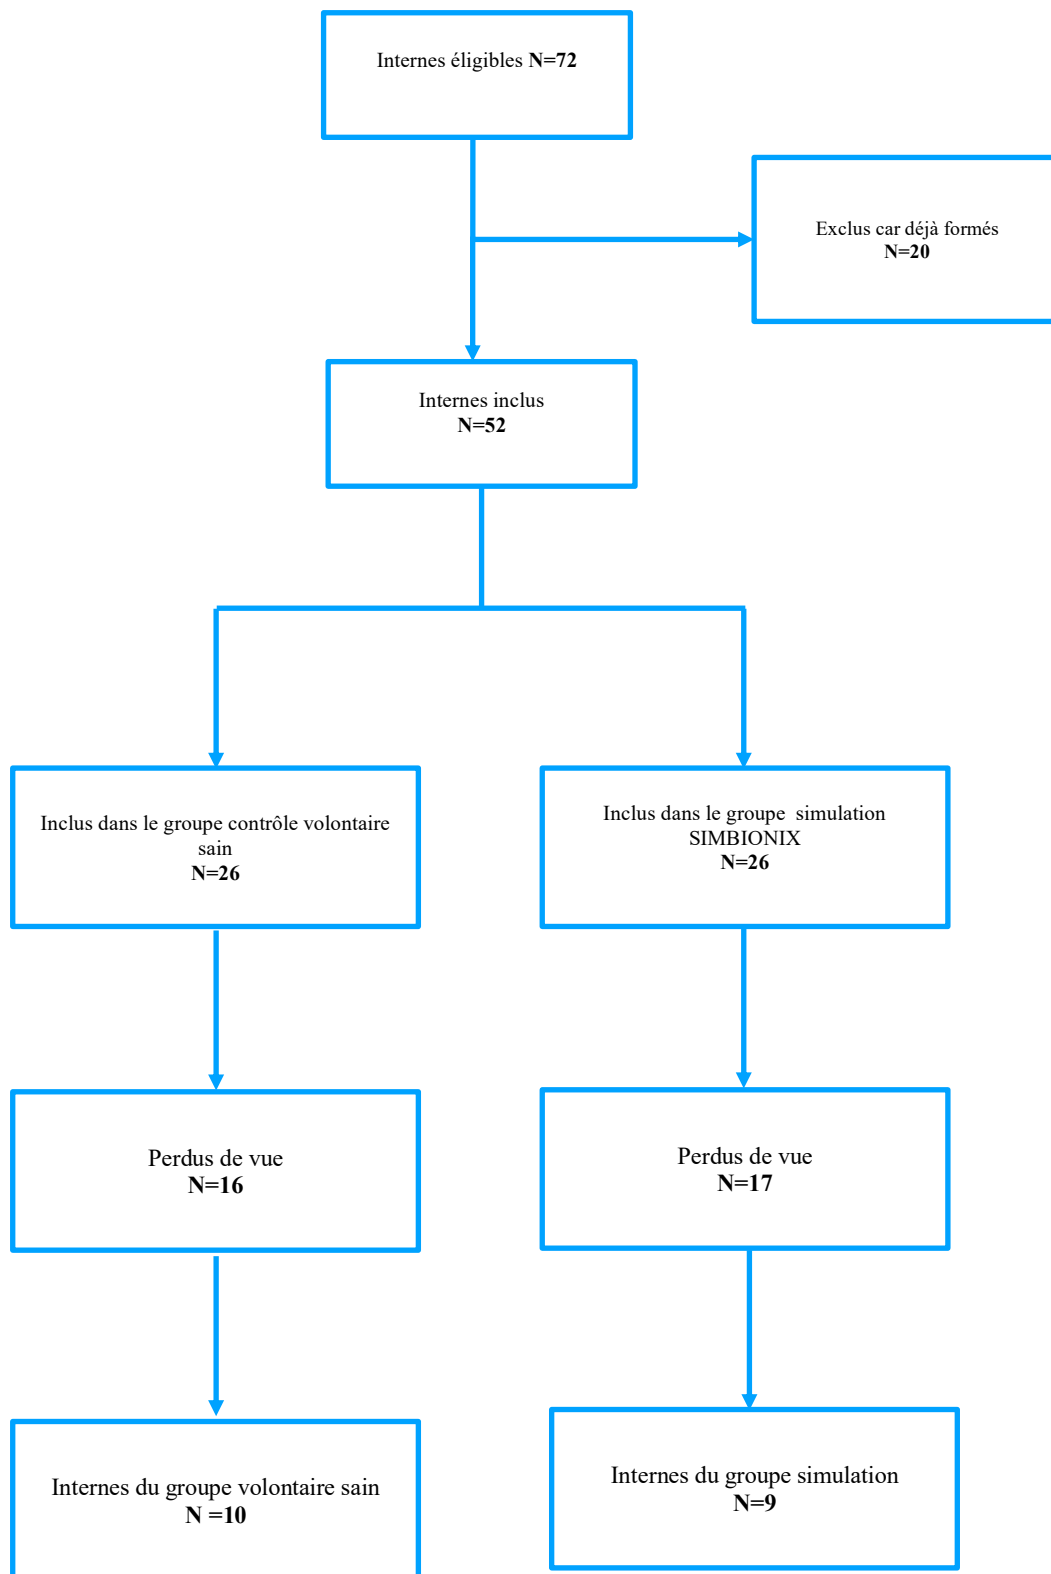 Internes éligibles N=72
Exclus car déjà formés
N=20
Internes inclus
N=52
Inclus dans le groupe contrôle volontaire
sain
N=26
Inclus dans le groupe simulation
SIMBIONIX
N=26
Perdus de vue
N=16
Perdus de vue
N=17
Internes du groupe volontaire sain
N =10
Internes du groupe simulation
N=9